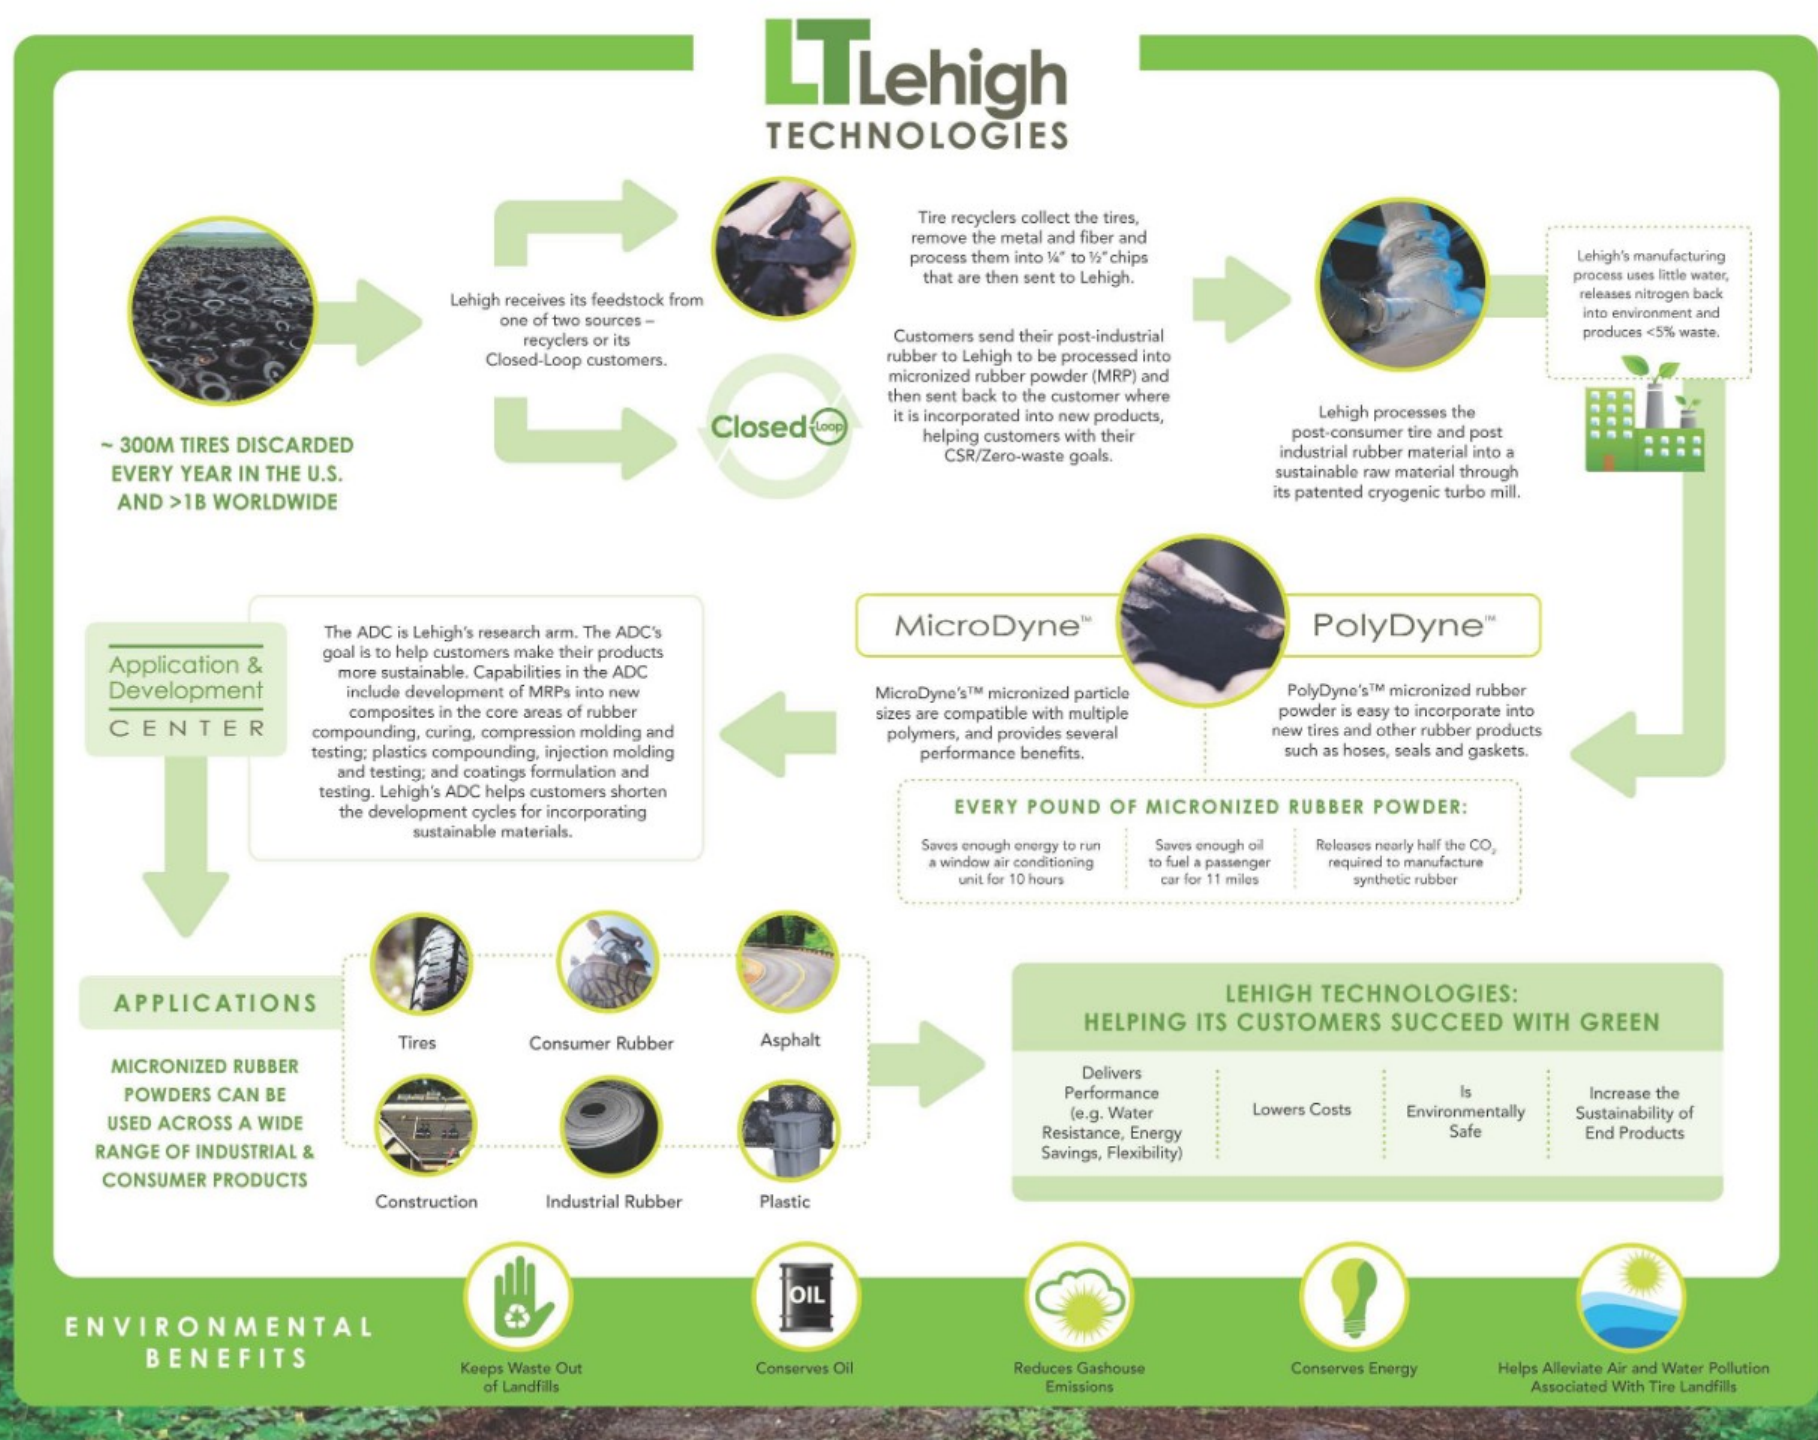 LT Lehigh
TECHNOLOGIES
~ 300M TIRES DISCARDED
EVERY YEAR IN THE U.S.
AND >1B WORLDWIDE
Lehigh receives its feedstock from
one of two sources –
recyclers or its
Closed-Loop customers.
Closed Loop
Tire recyclers collect the tires,
remove the metal and fiber and
process them into ¼" to ½" chips
that are then sent to Lehigh.
Customers send their post-industrial
rubber to Lehigh to be processed into
micronized rubber powder (MRP) and
then sent back to the customer where
it is incorporated into new products,
helping customers with their
CSR/Zero-waste goals.
Lehigh processes the
post-consumer tire and post
industrial rubber material into a
sustainable raw material through
its patented cryogenic turbo mill.
Lehigh's manufacturing
process uses little water,
releases nitrogen back
into environment and
produces <5% waste.
MicroDyne™
PolyDyne™
MicroDyne's™ micronized particle
sizes are compatible with multiple
polymers, and provides several
performance benefits.
PolyDyne's™ micronized rubber
powder is easy to incorporate into
new tires and other rubber products
such as hoses, seals and gaskets.
EVERY POUND OF MICRONIZED RUBBER POWDER:
Saves enough energy to run
a window air conditioning
unit for 10 hours
Saves enough oil
to fuel a passenger
car for 11 miles
Releases nearly half the CO₂
required to manufacture
synthetic rubber
Application &
Development
CENTER
The ADC is Lehigh's research arm. The ADC's
goal is to help customers make their products
more sustainable. Capabilities in the ADC
include development of MRPs into new
composites in the core areas of rubber
compounding, curing, compression molding and
testing; plastics compounding, injection molding
and testing; and coatings formulation and
testing. Lehigh's ADC helps customers shorten
the development cycles for incorporating
sustainable materials.
APPLICATIONS
MICRONIZED RUBBER
POWDERS CAN BE
USED ACROSS A WIDE
RANGE OF INDUSTRIAL &
CONSUMER PRODUCTS
Tires
Consumer Rubber
Asphalt
Construction
Industrial Rubber
Plastic
LEHIGH TECHNOLOGIES:
HELPING ITS CUSTOMERS SUCCEED WITH GREEN
Delivers
Performance
(e.g. Water
Resistance, Energy
Savings, Flexibility)
Lowers Costs
Is
Environmentally
Safe
Increase the
Sustainability of
End Products
ENVIRONMENTAL
BENEFITS
Keeps Waste Out
of Landfills
OIL
Conserves Oil
Reduces Gashouse
Emissions
Conserves Energy
Helps Alleviate Air and Water Pollution
Associated With Tire Landfills